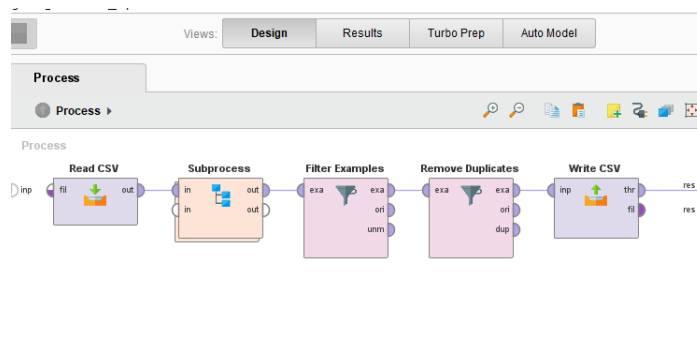 Views: Design Results Turbo Prep Auto Model
Process
Process
Process
Read CSV Subprocess Filter Examples Remove Duplicates Write CSV
inp fil out in out exa exa exa exa inp thr res
in out ori ori fil res
unm dup